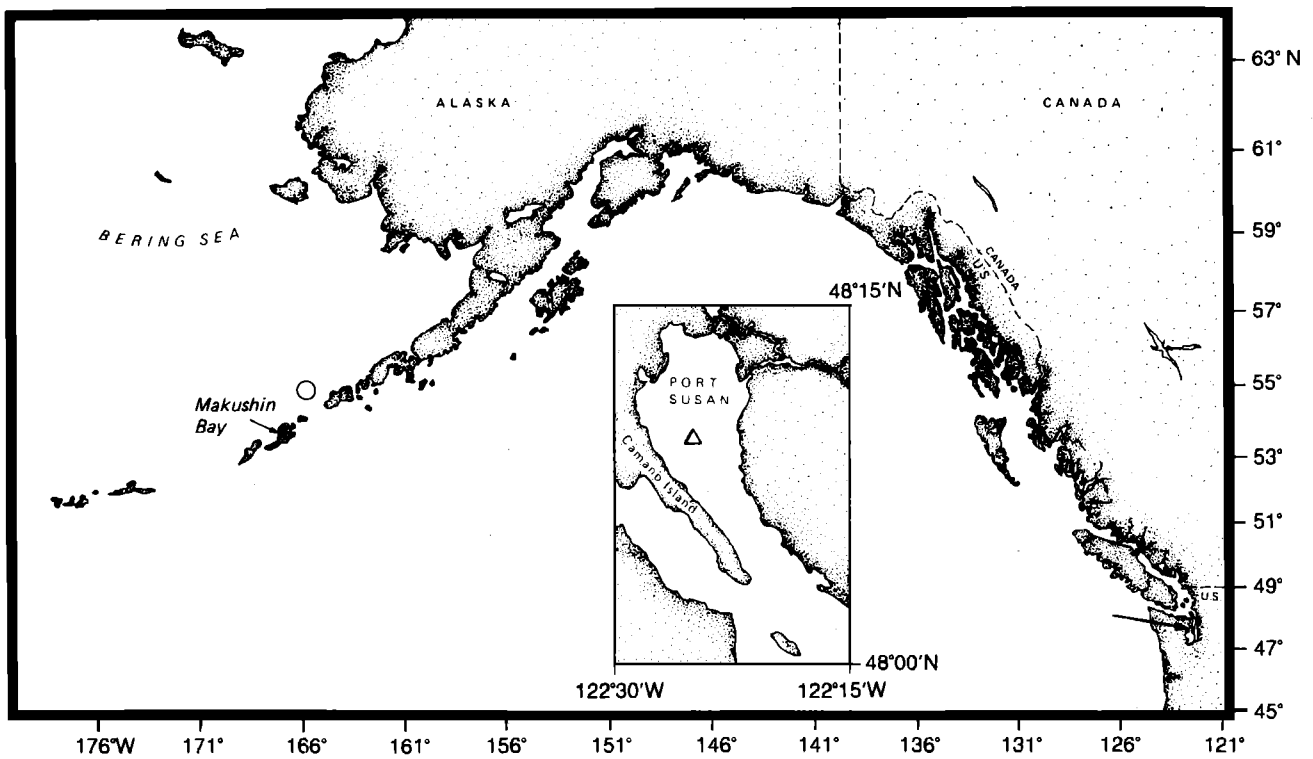 63° N
ALASKA
CANADA
61°
BERING SEA
59°
CANADA
U.S
48°15'N
57°
PORT
SUSAN
55°
Makushin
Bay
53°
Camano Island
51°
49°
U.S.
47°
48°00'N
122°30'W
122°15'W
45°
176°W
171°
166°
161°
156°
151°
146°
141°
136°
131°
126°
121°